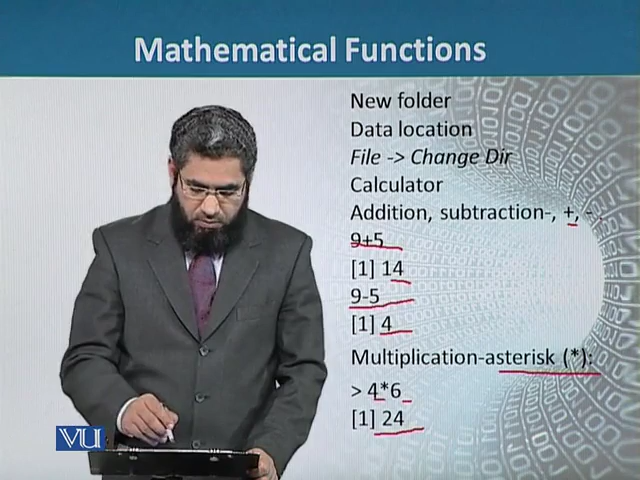 Mathematical Functions
New folder
Data location
File -> Change Dir
Calculator
Addition, subtraction-, +, -
9+5
[1] 14
9-5
[1] 4
Multiplication-asterisk (*):
> 4*6
[1] 24
VU